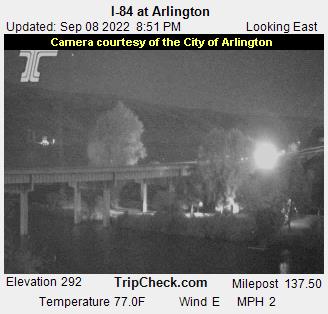 I-84 at Arlington
Updated: Sep 08 2022 8:51 PM Looking East
Camera courtesy of the City of Arlington
Elevation 292 TripCheck.com Milepost 137.50
Temperature 77.0F Wind E MPH 2